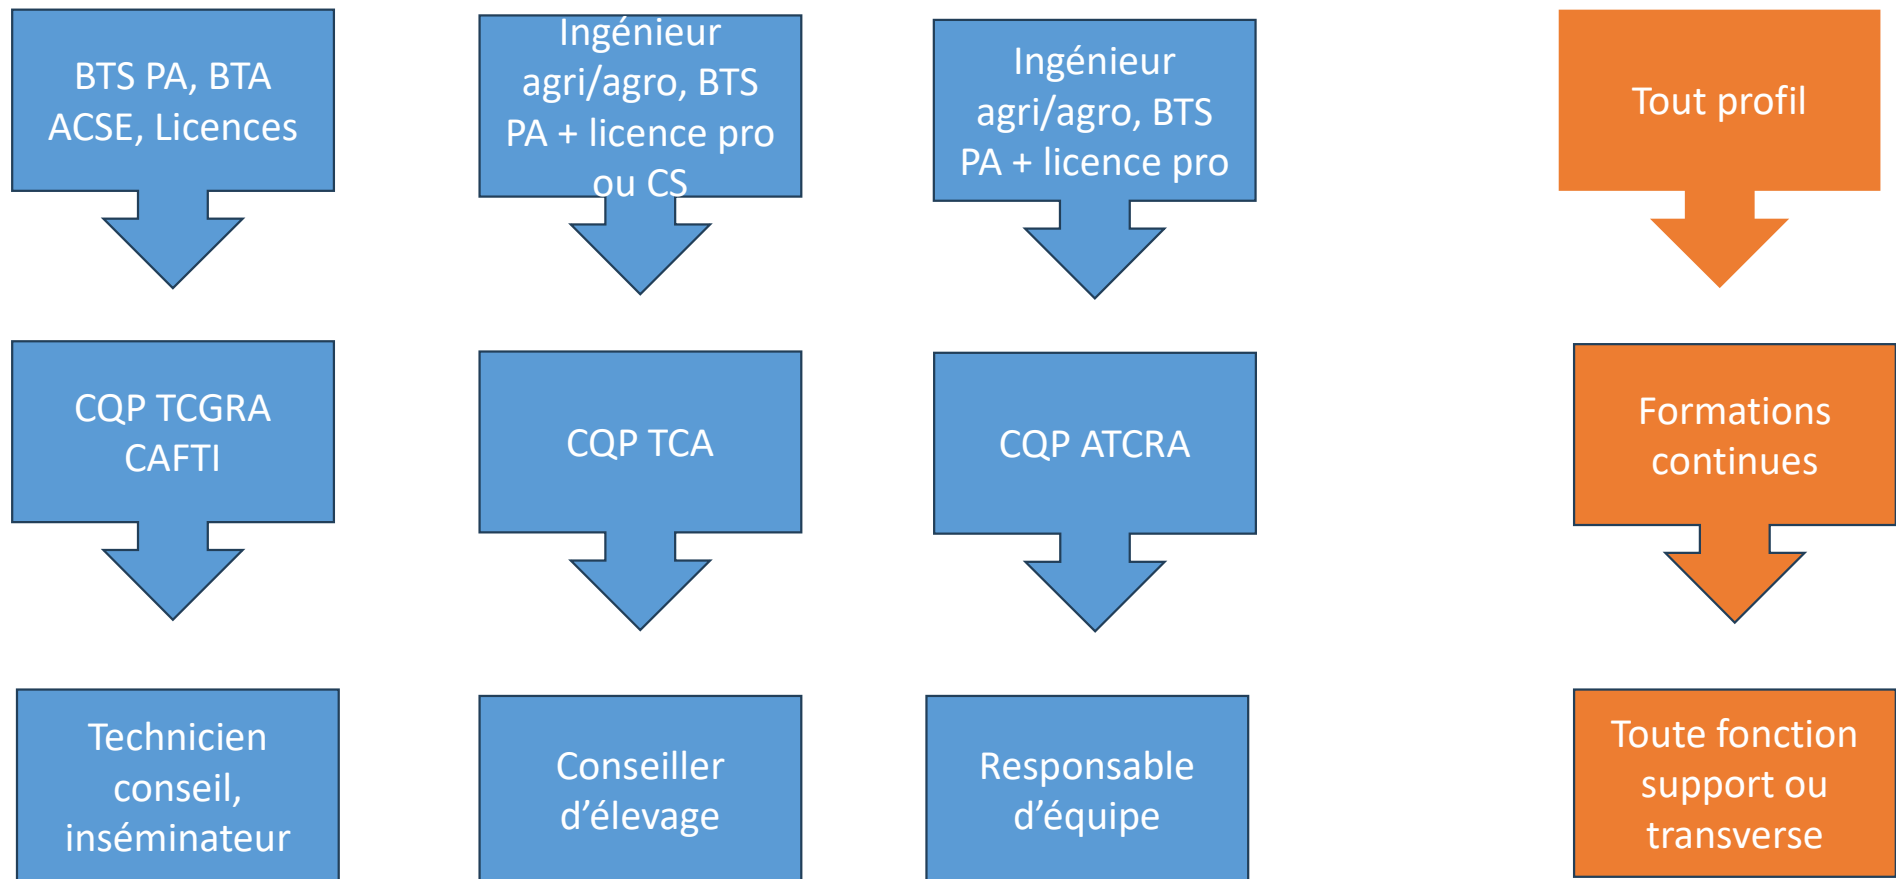 BTS PA, BTA
ACSE, Licences
Ingénieur
agri/agro, BTS
PA + licence pro
ou CS
Ingénieur
agri/agro, BTS
PA + licence pro
Tout profil
CQP TCGRA
CAFTI
CQP TCA
CQP ATCRA
Formations
continues
Technicien
conseil,
inséminateur
Conseiller
d’élevage
Responsable
d’équipe
Toute fonction
support ou
transverse